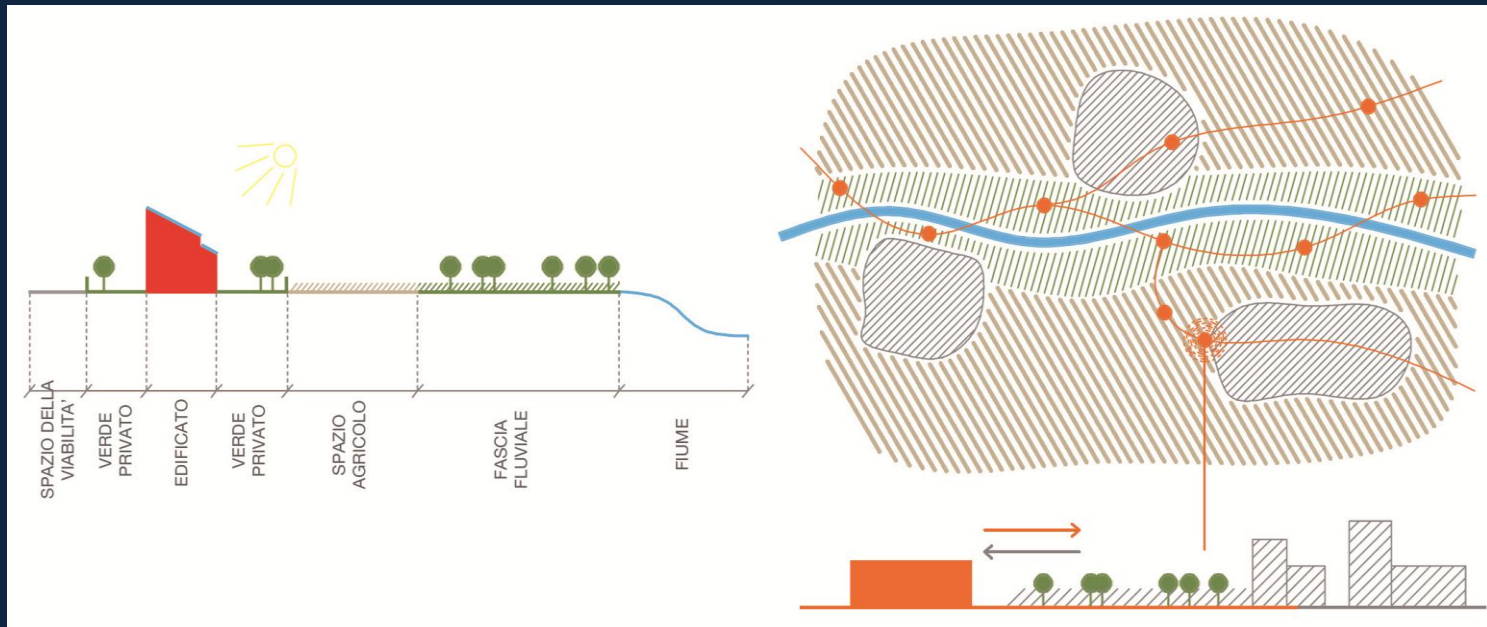 SPAZIO DELLA
VIABILITA'
VERDE
PRIVATO
EDIFICATO
VERDE
PRIVATO
SPAZIO
AGRICOLO
FASCIA
FLUVIALE
FIUME